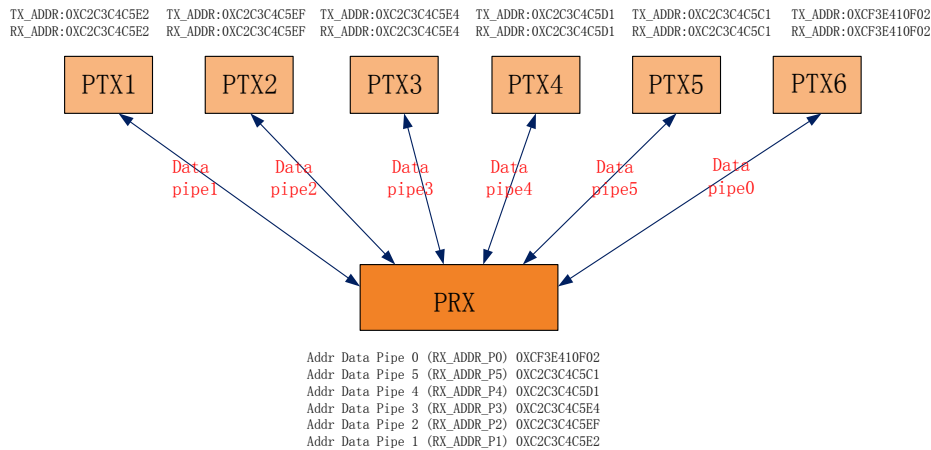 TX_ADDR:0XC2C3C4C5E2 TX_ADDR:0XC2C3C4C5EF TX_ADDR:0XC2C3C4C5E4 TX_ADDR:0XC2C3C4C5D1 TX_ADDR:0XC2C3C4C5C1 TX_ADDR:0XCF3E410F02
RX_ADDR:0XC2C3C4C5E2 RX_ADDR:0XC2C3C4C5EF RX_ADDR:0XC2C3C4C5E4 RX_ADDR:0XC2C3C4C5D1 RX_ADDR:0XC2C3C4C5C1 RX_ADDR:0XCF3E410F02
PTX1 PTX2 PTX3 PTX4 PTX5 PTX6
Data Data Data Data Data Data
pipe1 pipe2 pipe3 pipe4 pipe5 pipe0
PRX
Addr Data Pipe 0 (RX_ADDR_P0) 0XCF3E410F02
Addr Data Pipe 5 (RX_ADDR_P5) 0XC2C3C4C5C1
Addr Data Pipe 4 (RX_ADDR_P4) 0XC2C3C4C5D1
Addr Data Pipe 3 (RX_ADDR_P3) 0XC2C3C4C5E4
Addr Data Pipe 2 (RX_ADDR_P2) 0XC2C3C4C5EF
Addr Data Pipe 1 (RX_ADDR_P1) 0XC2C3C4C5E2